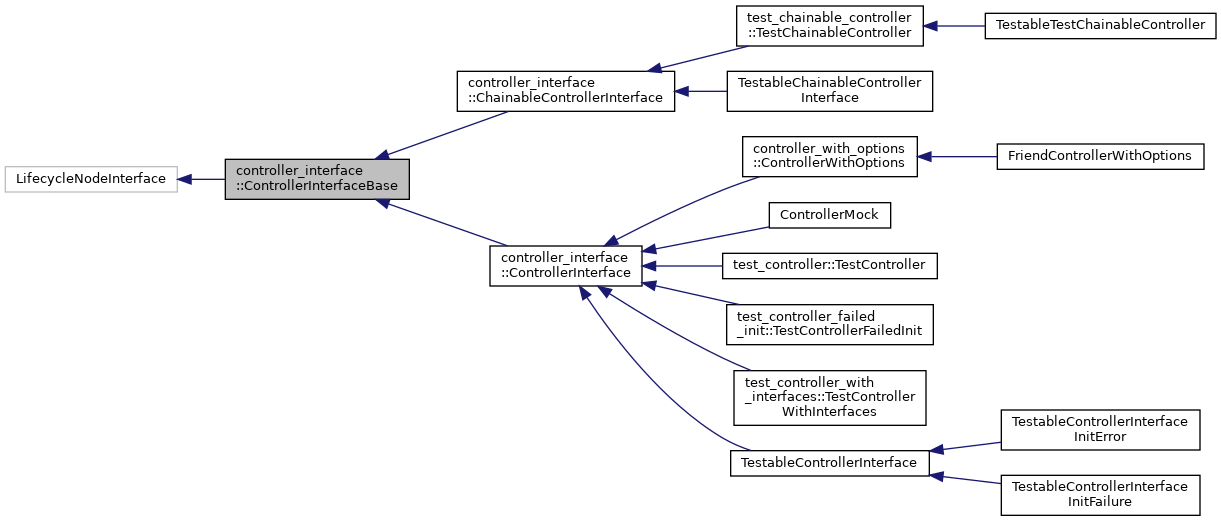 test_chainable_controller
::TestChainableController
TestableTestChainableController
controller_interface
::ChainableControllerInterface
TestableChainableController
Interface
controller_with_options
::ControllerWithOptions
FriendControllerWithOptions
LifecycleNodeInterface
controller_interface
::ControllerInterfaceBase
ControllerMock
controller_interface
::ControllerInterface
test_controller::TestController
test_controller_failed
_init::TestControllerFailedInit
test_controller_with
_interfaces::TestController
WithInterfaces
TestableControllerInterface
TestableControllerInterface
InitError
TestableControllerInterface
InitFailure